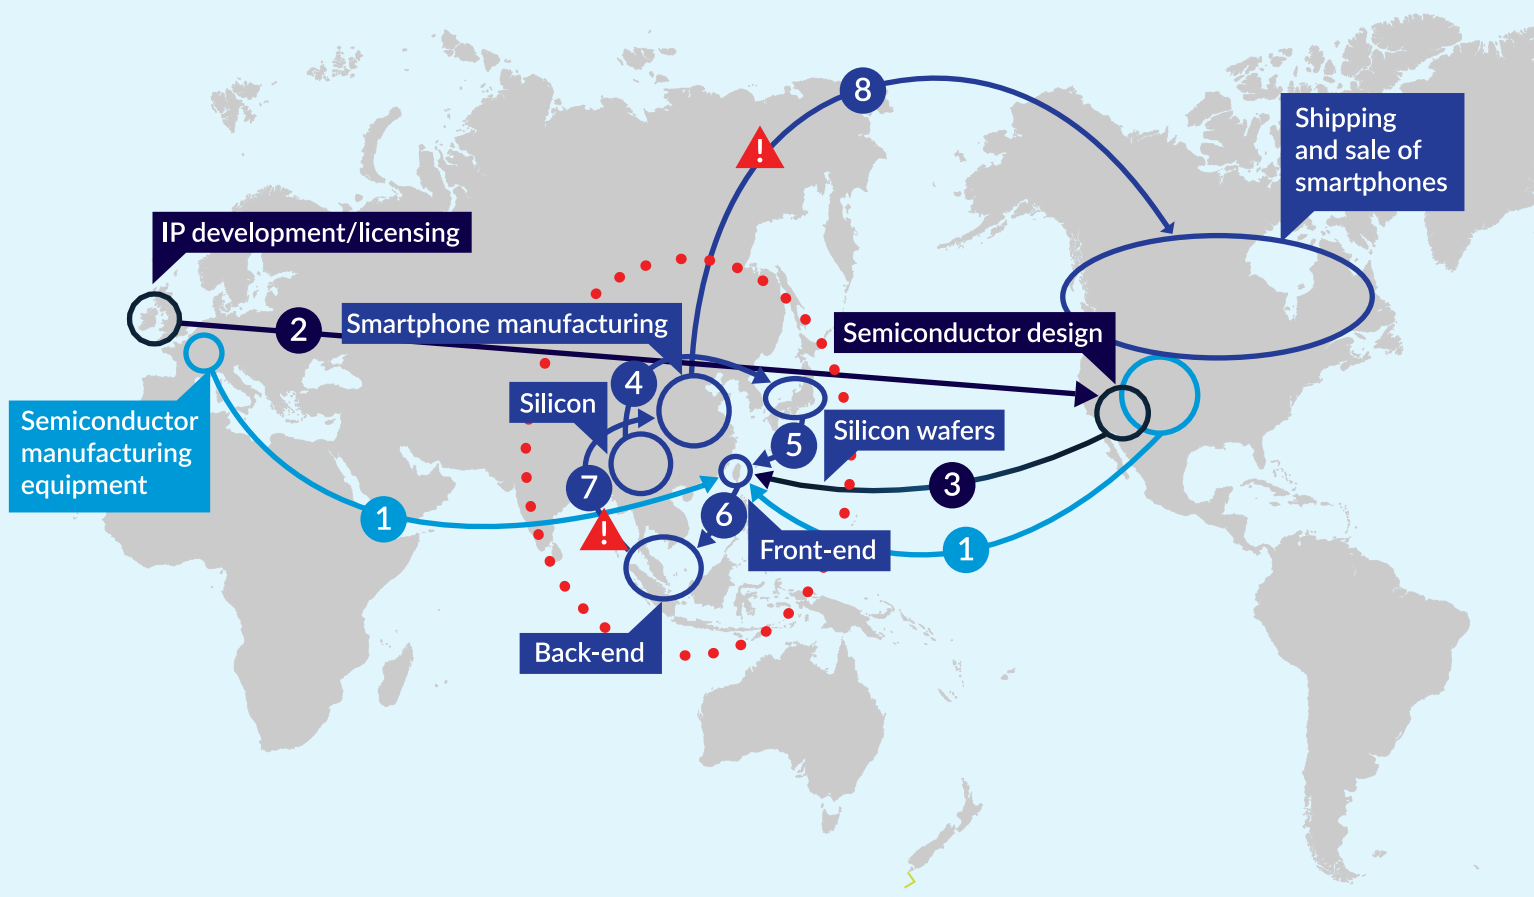 8
!
Shipping
and sale of
smartphones
IP development/licensing
2
Smartphone manufacturing
Semiconductor design
4
Silicon
Semiconductor
manufacturing
equipment
5
Silicon wafers
7
3
6
1
!
Front-end
1
Back-end